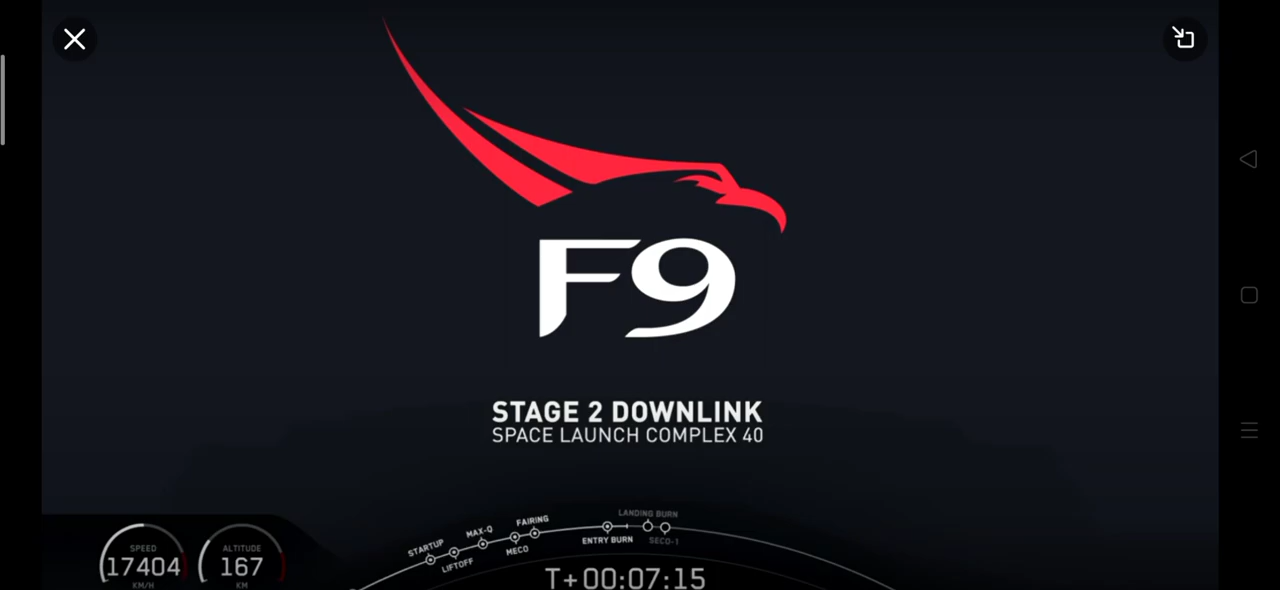 F9
STAGE 2 DOWNLINK
SPACE LAUNCH COMPLEX 40
SPEED
17404
KM/H
ALTITUDE
167
KM
STARTUP
LIFTOFF
MAX-Q
MECO
FAIRING
ENTRY BURN
LANDING BURN
SECO-1
T+00:07:15